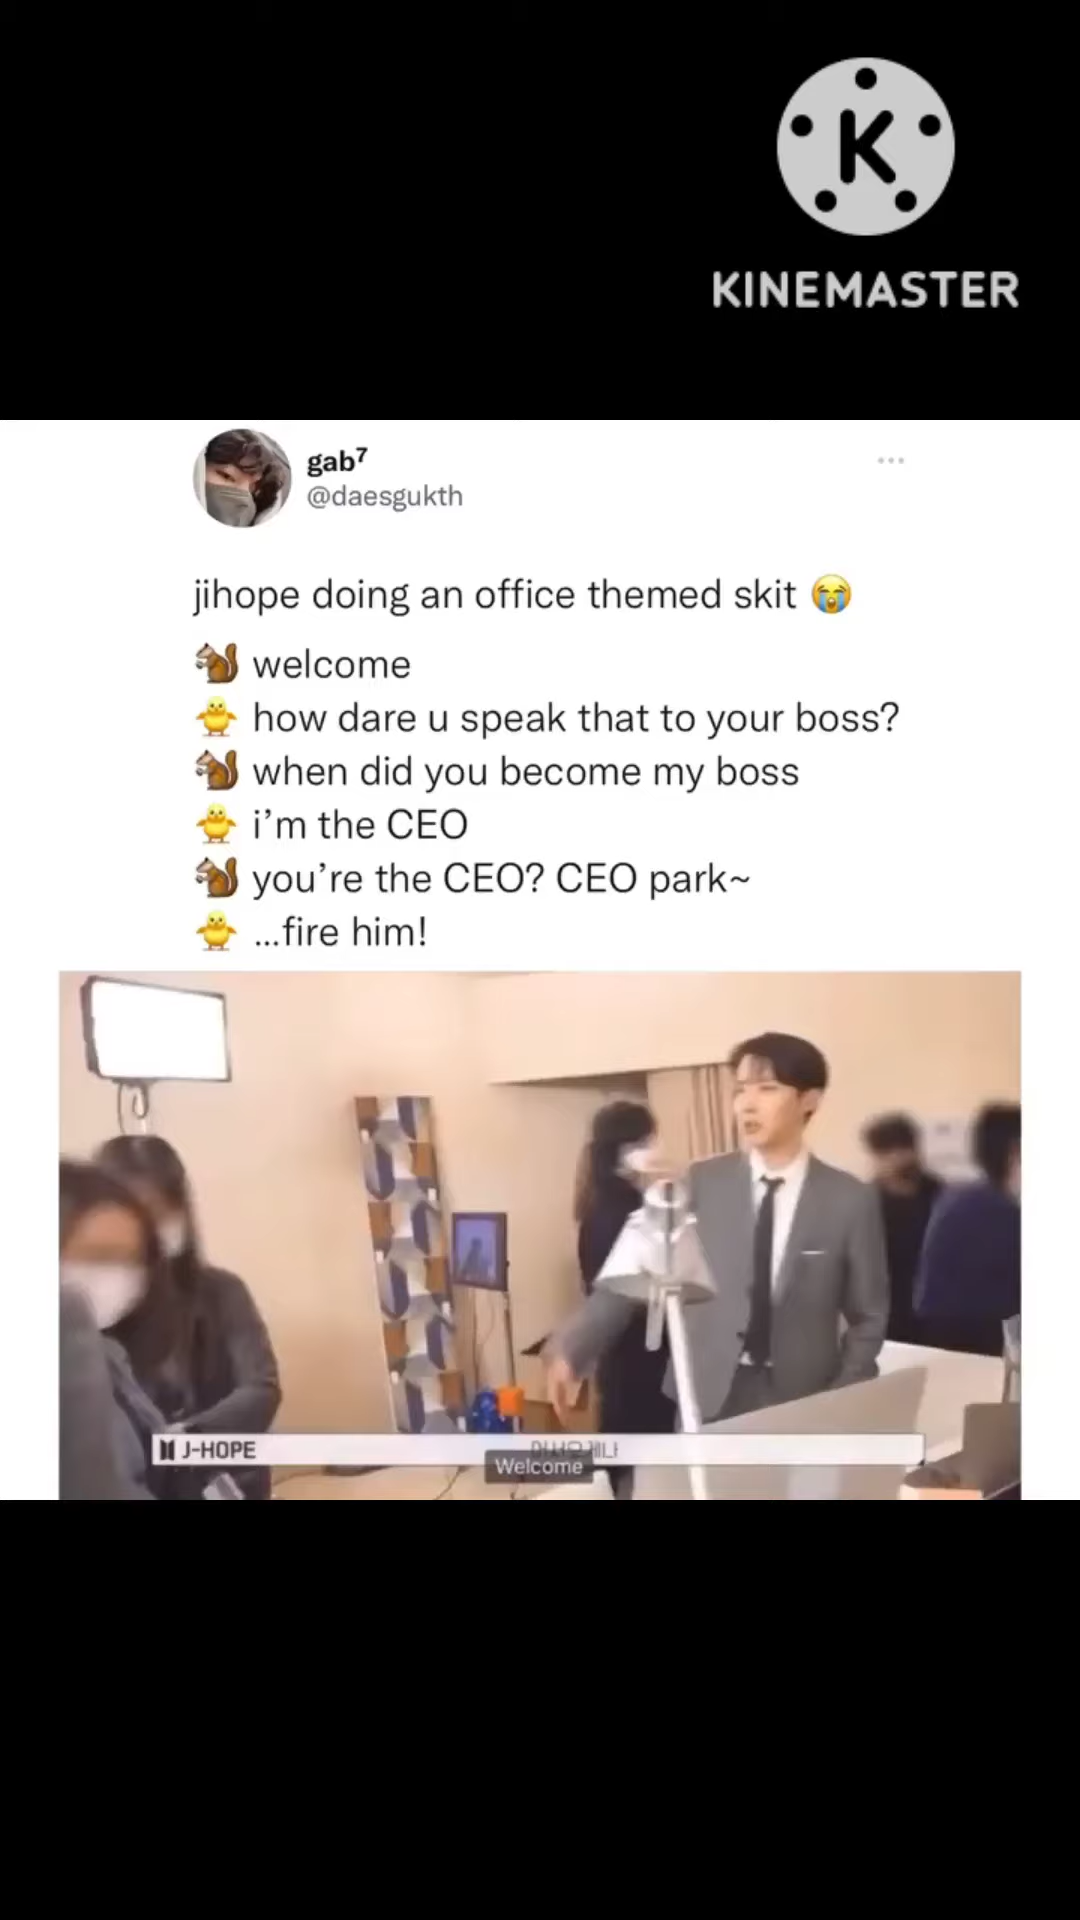 K
KINEMASTER
gab⁷
@daesgukth
jihope doing an office themed skit 😭
🐿️ welcome
🐥 how dare u speak that to your boss?
🐿️ when did you become my boss
🐥 i’m the CEO
🐿️ you’re the CEO? CEO park~
🐥 ...fire him!
J-HOPE
Welcome